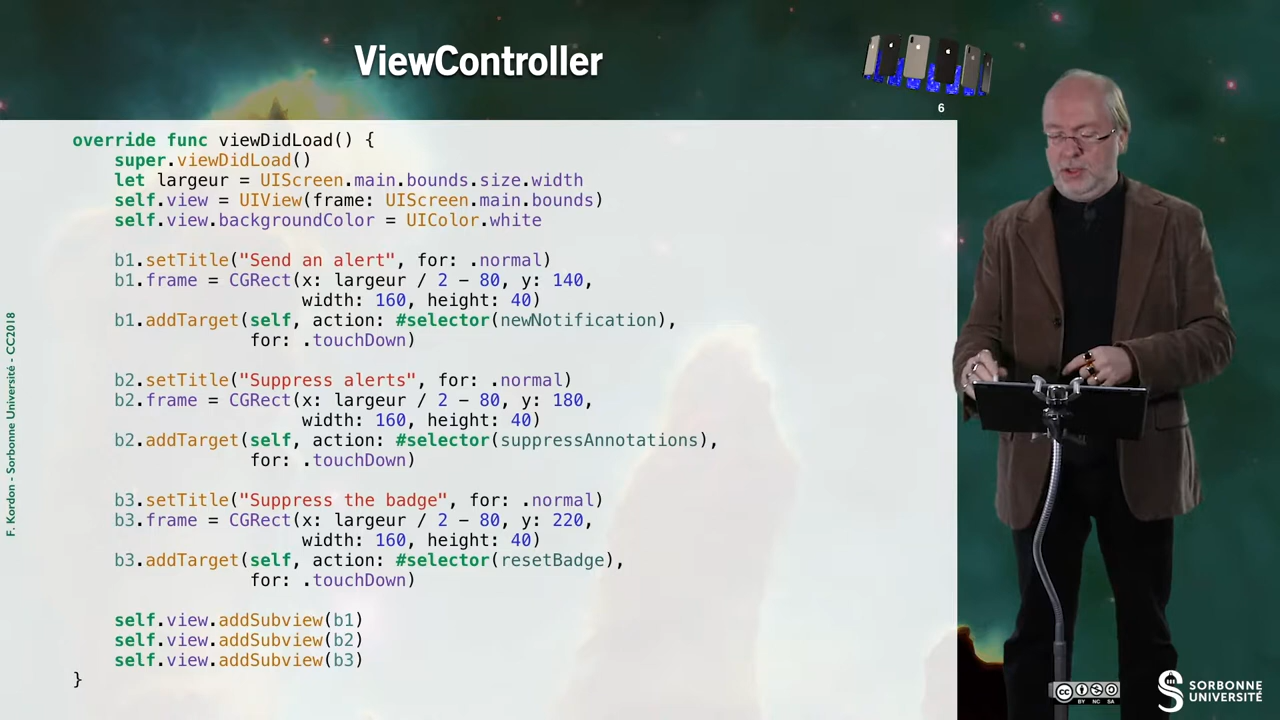 ViewController
6
override func viewDidLoad() {
super.viewDidLoad()
let largeur = UIScreen.main.bounds.size.width
self.view = UIView(frame: UIScreen.main.bounds)
self.view.backgroundColor = UIColor.white
b1.setTitle("Send an alert", for: .normal)
b1.frame = CGRect(x: largeur / 2 – 80, y: 140,
width: 160, height: 40)
b1.addTarget(self, action: #selector(newNotification),
for: .touchDown)
b2.setTitle("Suppress alerts", for: .normal)
b2.frame = CGRect(x: largeur / 2 – 80, y: 180,
width: 160, height: 40)
b2.addTarget(self, action: #selector(suppressAnnotations),
for: .touchDown)
b3.setTitle("Suppress the badge", for: .normal)
b3.frame = CGRect(x: largeur / 2 – 80, y: 220,
width: 160, height: 40)
b3.addTarget(self, action: #selector(resetBadge),
for: .touchDown)
self.view.addSubview(b1)
self.view.addSubview(b2)
self.view.addSubview(b3)
}
F. Kordon - Sorbonne Université - CC2018
CC BY NC SA
SORBONNE
UNIVERSITÉ